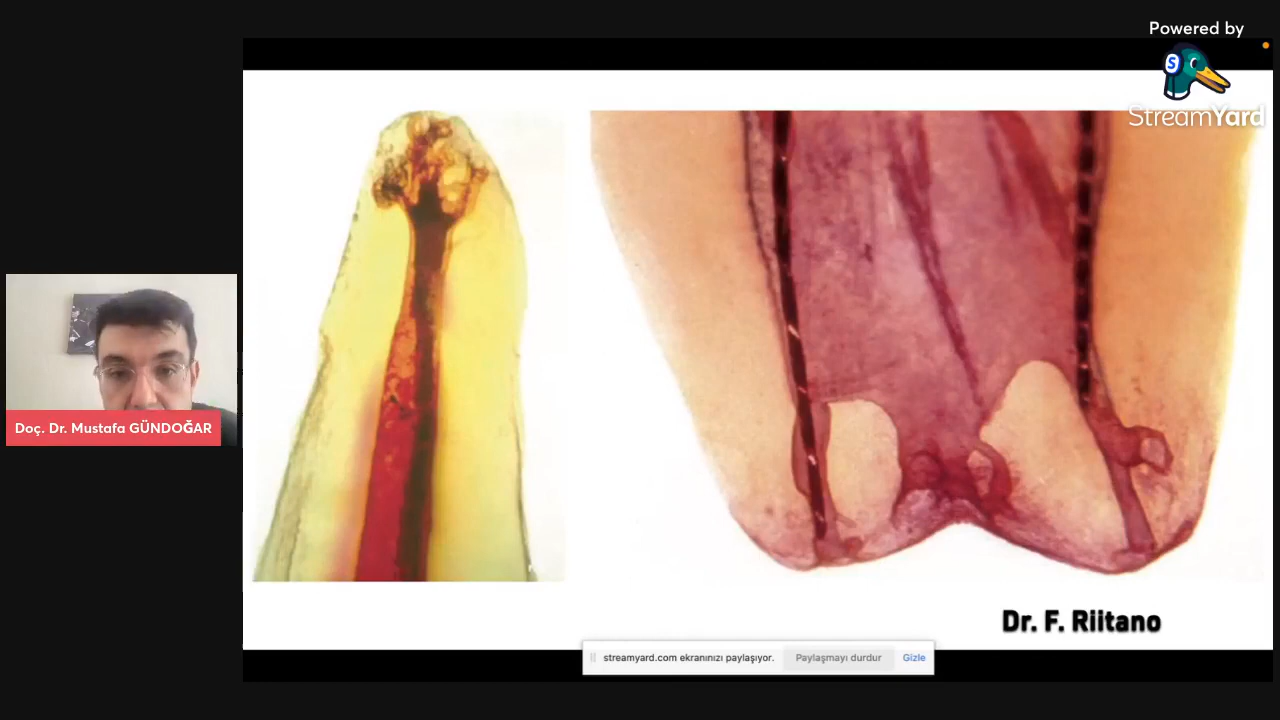 Powered by
S
StreamYard
Doç. Dr. Mustafa GÜNDOĞAR
Dr. F. Riitano
streamyard.com ekranınızı paylaşıyor.
Paylaşmayı durdur
Gizle